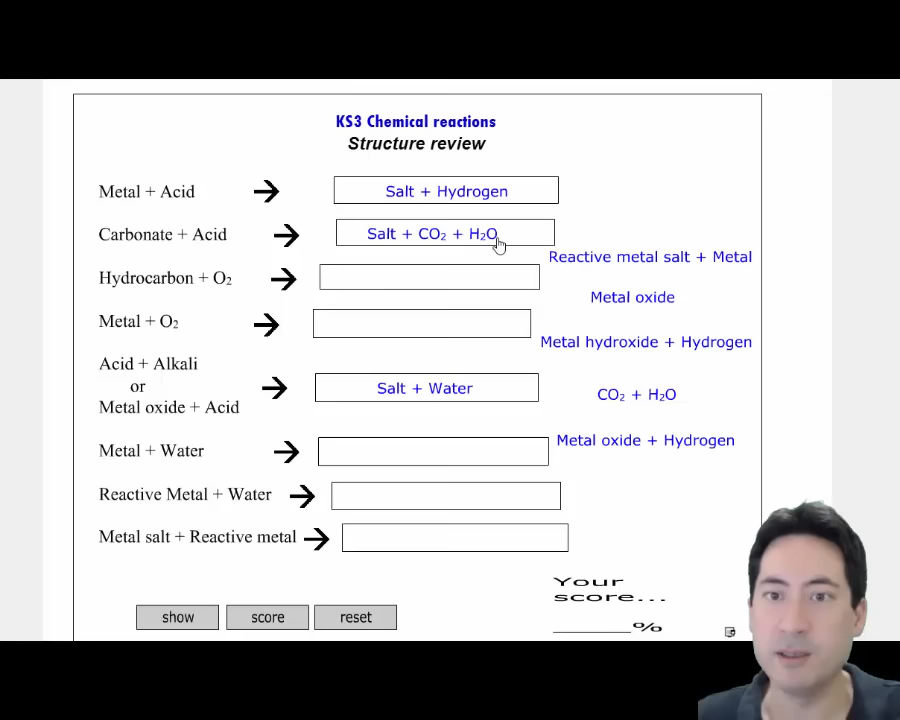 KS3 Chemical reactions
Structure review
Metal + Acid → Salt + Hydrogen
Carbonate + Acid → Salt + CO₂ + H₂O
Reactive metal salt + Metal
Hydrocarbon + O₂ →
Metal oxide
Metal + O₂ →
Metal hydroxide + Hydrogen
Acid + Alkali
or
Metal oxide + Acid
→ Salt + Water
CO₂ + H₂O
Metal + Water →
Metal oxide + Hydrogen
Reactive Metal + Water →
Metal salt + Reactive metal →
Your
score...
______%
show score reset